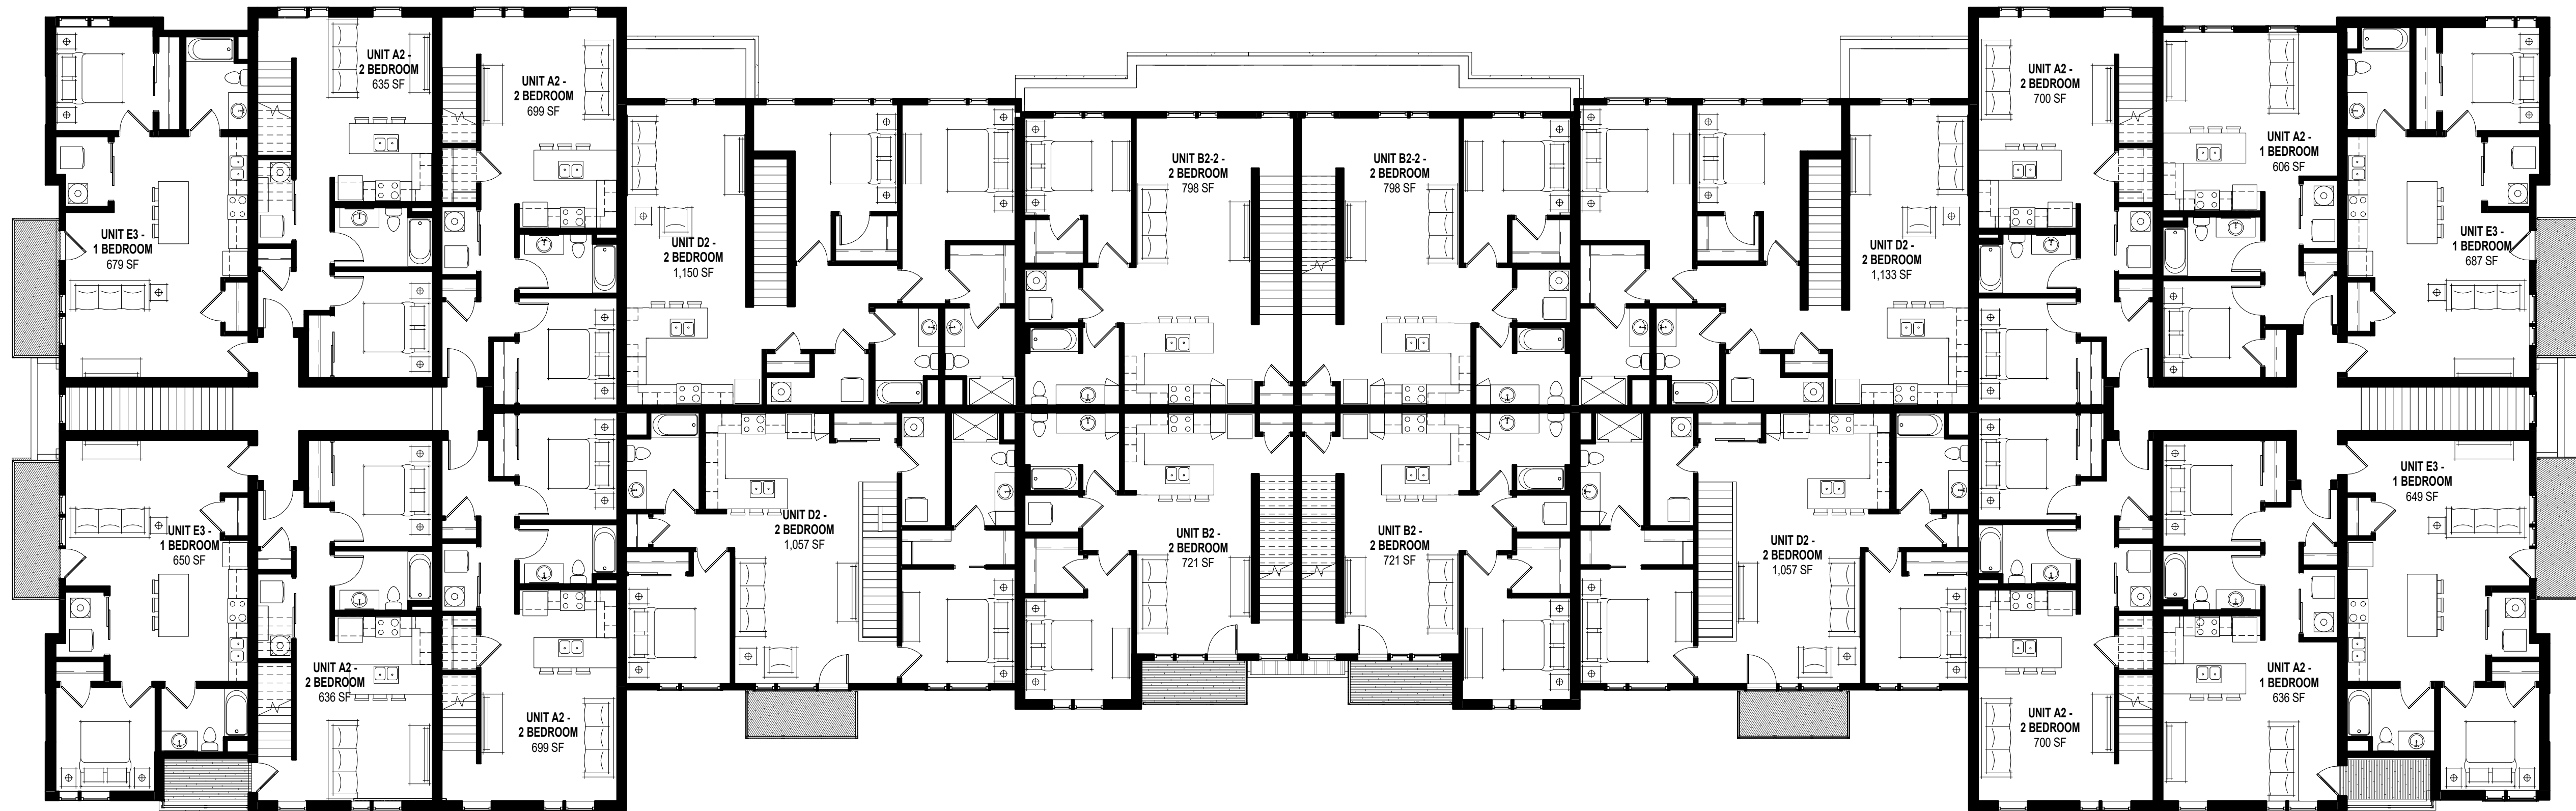 UNIT A2 -
2 BEDROOM
635 SF
UNIT A2 -
2 BEDROOM
699 SF
UNIT E3 -
1 BEDROOM
679 SF
UNIT D2 -
2 BEDROOM
1,150 SF
UNIT B2-2 -
2 BEDROOM
798 SF
UNIT B2-2 -
2 BEDROOM
798 SF
UNIT D2 -
2 BEDROOM
1,133 SF
UNIT A2 -
2 BEDROOM
700 SF
UNIT A2 -
1 BEDROOM
606 SF
UNIT E3 -
1 BEDROOM
687 SF
UNIT E3 -
1 BEDROOM
650 SF
UNIT A2 -
2 BEDROOM
636 SF
UNIT A2 -
2 BEDROOM
699 SF
UNIT D2 -
2 BEDROOM
1,057 SF
UNIT B2 -
2 BEDROOM
721 SF
UNIT B2 -
2 BEDROOM
721 SF
UNIT D2 -
2 BEDROOM
1,057 SF
UNIT A2 -
2 BEDROOM
700 SF
UNIT A2 -
1 BEDROOM
636 SF
UNIT E3 -
1 BEDROOM
649 SF